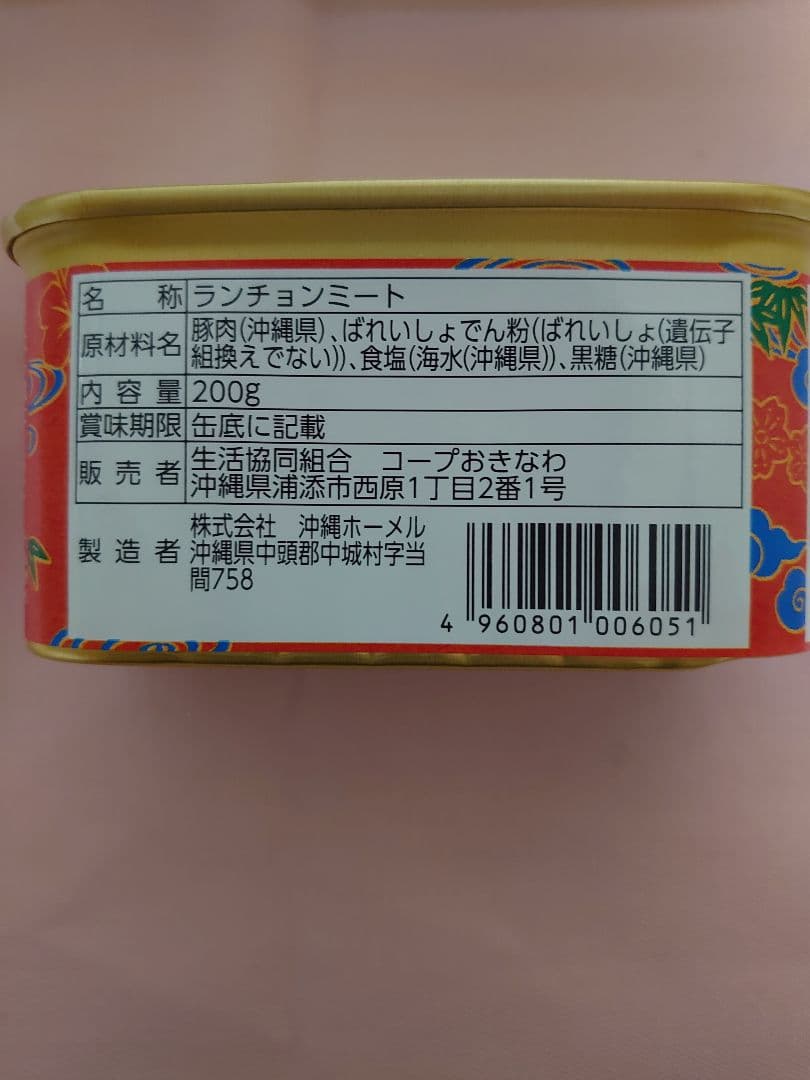 名称 ランチョンミート
原材料名 豚肉(沖縄県)、ばれいしょでん粉(ばれいしょ(遺伝子
組換えでない))、食塩(海水(沖縄県))、黒糖(沖縄県)
内容量 200g
賞味期限 缶底に記載
販売者 生活協同組合 コープおきなわ
沖縄県浦添市西原1丁目2番1号
製造者 株式会社 沖縄ホーメル
沖縄県中頭郡中城村字当
間758
4 960801 006051